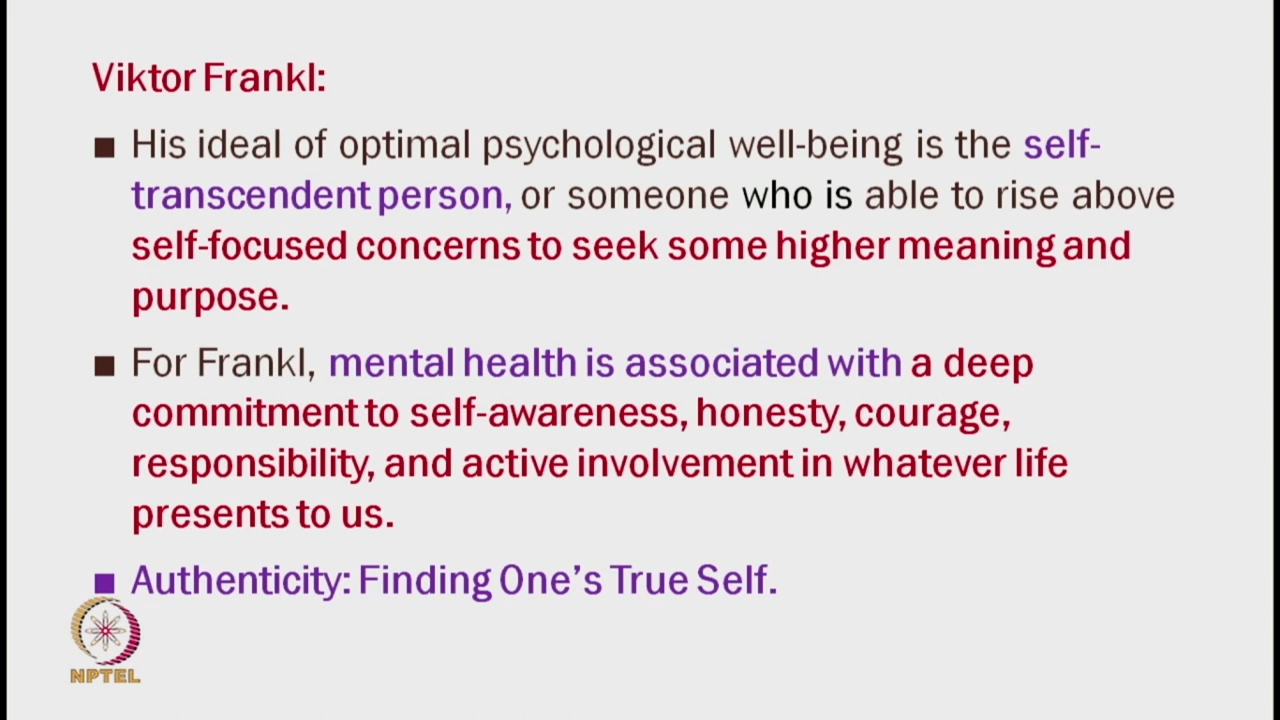 Viktor Frankl:
■ His ideal of optimal psychological well-being is the self-
transcendent person, or someone who is able to rise above
self-focused concerns to seek some higher meaning and
purpose.
■ For Frankl, mental health is associated with a deep
commitment to self-awareness, honesty, courage,
responsibility, and active involvement in whatever life
presents to us.
■ Authenticity: Finding One's True Self.
NPTEL